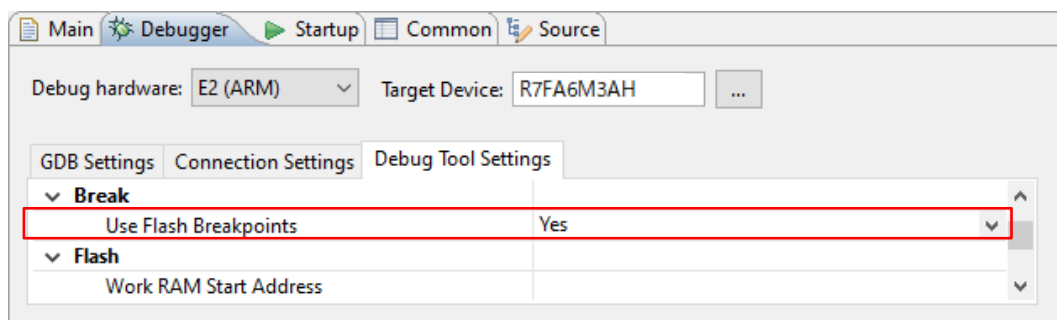 Main Debugger Startup Common Source
Debug hardware: E2 (ARM) Target Device: R7FA6M3AH ...
GDB Settings Connection Settings Debug Tool Settings
Break
Use Flash Breakpoints Yes
Flash
Work RAM Start Address